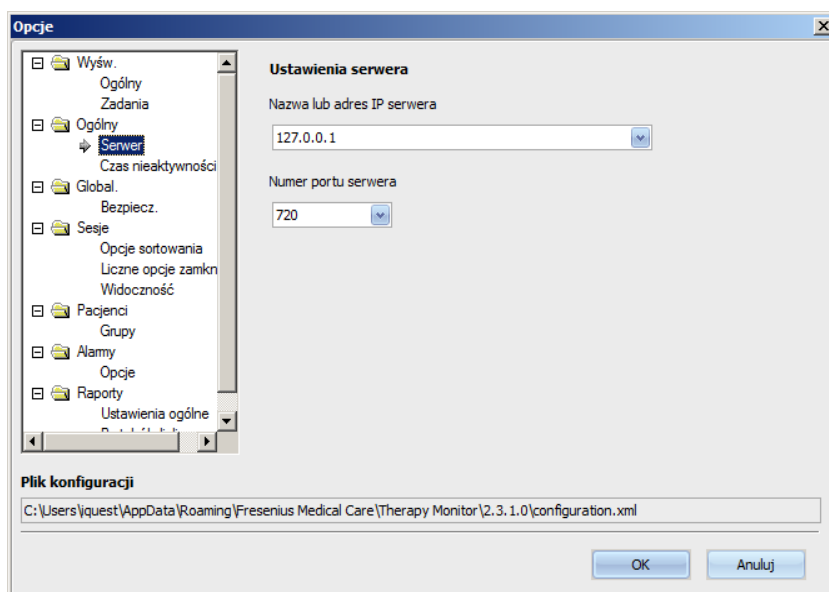 Opcje
Wyśw.
Ogólny
Zadania
Ogólny
Serwer
Czas nieaktywności
Global.
Bezpiecz.
Sesje
Opcje sortowania
Liczne opcje zamkn
Widoczność
Pacjenci
Grupy
Alarmy
Opcje
Raporty
Ustawienia ogólne
Ustawienia serwera
Nazwa lub adres IP serwera
127.0.0.1
Numer portu serwera
720
Plik konfiguracji
C:\Users\iquest\AppData\Roaming\Fresenius Medical Care\Therapy Monitor\2.3.1.0\configuration.xml
OK
Anuluj